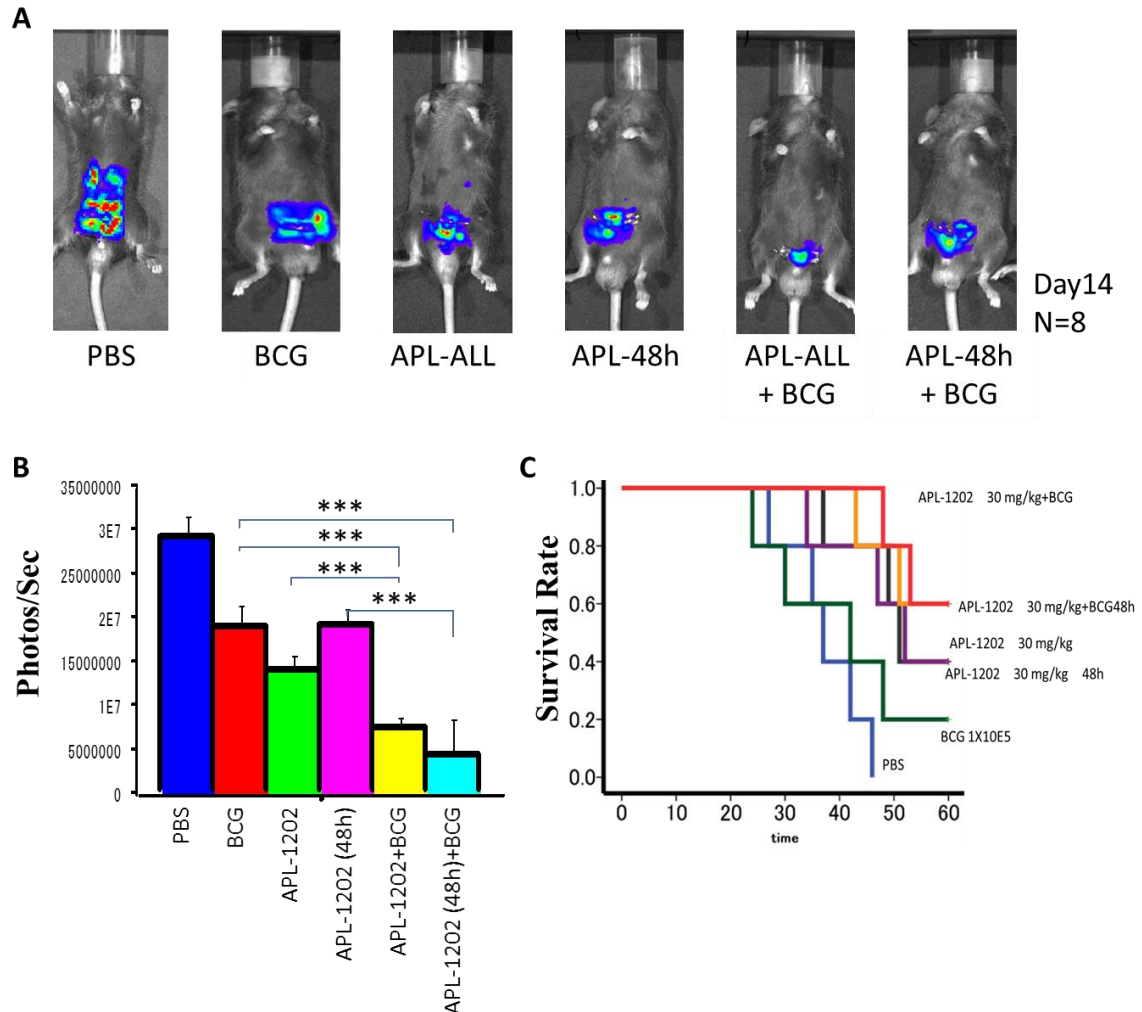 A
PBS
BCG
APL-ALL
APL-48h
APL-ALL
+ BCG
APL-48h
+ BCG
Day14
N=8
B
Photos/Sec
35000000
3E7
25000000
2E7
15000000
1E7
5000000
0
***
***
***
***
PBS
BCG
APL-1202
APL-1202 (48h)
APL-1202+BCG
APL-1202 (48h)+BCG
C
Survival Rate
1.0
0.8
0.6
0.4
0.2
0.0
0
10
20
30
40
50
60
time
APL-1202 30 mg/kg+BCG
APL-1202 30 mg/kg+BCG48h
APL-1202 30 mg/kg
APL-1202 30 mg/kg 48h
BCG 1X10E5
PBS